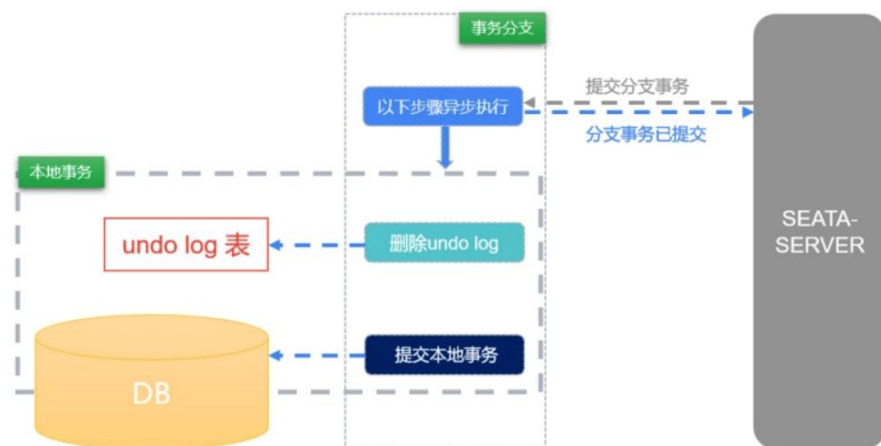 事务分支
提交分支事务
以下步骤异步执行
分支事务已提交
本地事务
SEATA-
SERVER
undo log 表
删除undo log
提交本地事务
DB